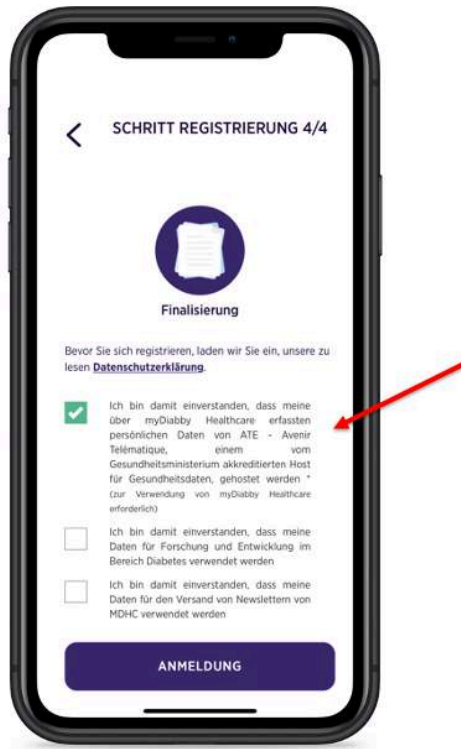 SCHRITT REGISTRIERUNG 4/4
Finalisierung
Bevor Sie sich registrieren, laden wir Sie ein, unsere zu
lesen Datenschutzerklärung.
Ich bin damit einverstanden, dass meine
über myDiabby Healthcare erfassten
persönlichen Daten von ATE - Avenir
Télématique, einem vom
Gesundheitsministerium akkreditierten Host
für Gesundheitsdaten, gehostet werden *
(zur Verwendung von myDiabby Healthcare
erforderlich)
Ich bin damit einverstanden, dass meine
Daten für Forschung und Entwicklung im
Bereich Diabetes verwendet werden
Ich bin damit einverstanden, dass meine
Daten für den Versand von Newslettern von
MDHC verwendet werden
ANMELDUNG